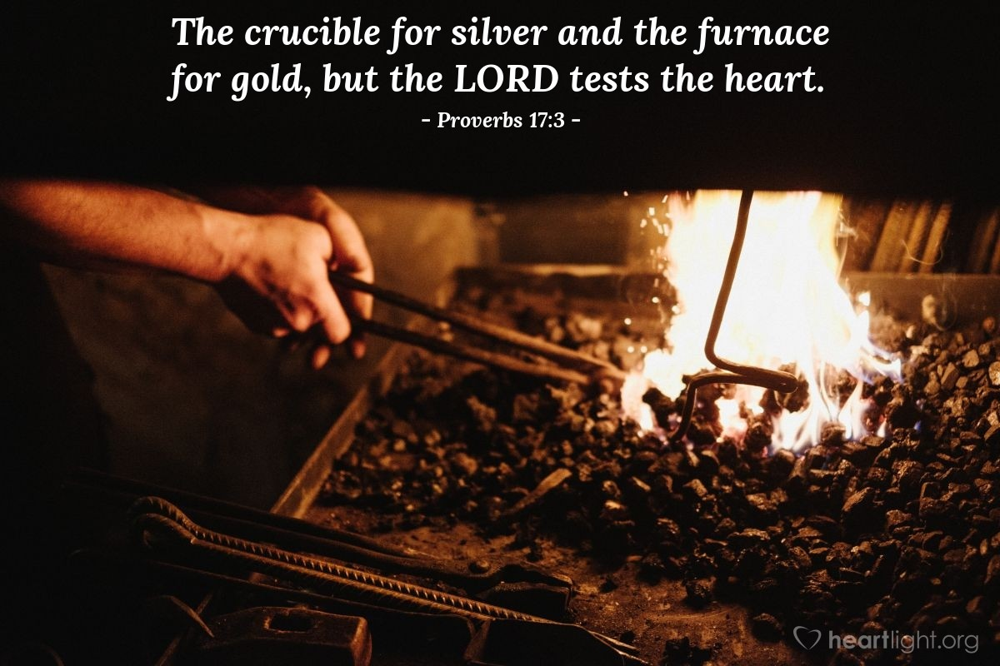 The crucible for silver and the furnace
for gold, but the LORD tests the heart.
- Proverbs 17:3 -
heartlight.org